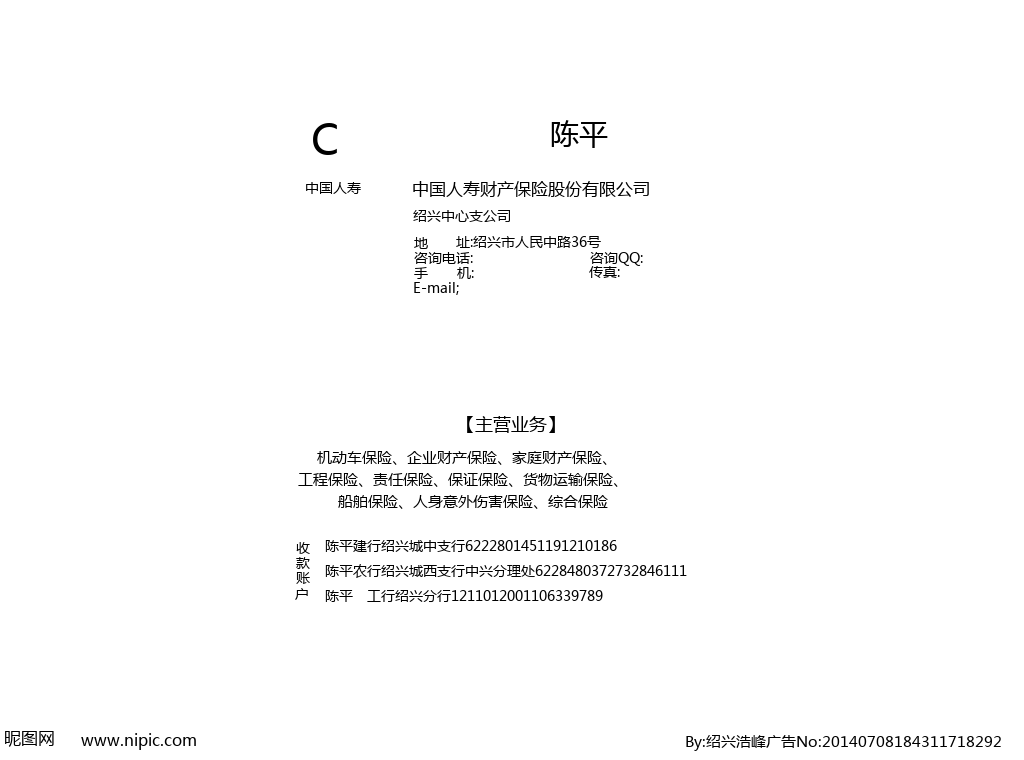 C
陈平
中国人寿
中国人寿财产保险股份有限公司
绍兴中心支公司
地 址:绍兴市人民中路36号
咨询电话: 咨询QQ:
手 机: 传真:
E-mail;
【主营业务】
机动车保险、企业财产保险、家庭财产保险、
工程保险、责任保险、保证保险、货物运输保险、
船舶保险、人身意外伤害保险、综合保险
收款账户
陈平建行绍兴城中支行6222801451191210186
陈平农行绍兴城西支行中兴分理处6228480372732846111
陈平 工行绍兴分行1211012001106339789
昵图网 www.nipic.com
By:绍兴浩峰广告No:20140708184311718292